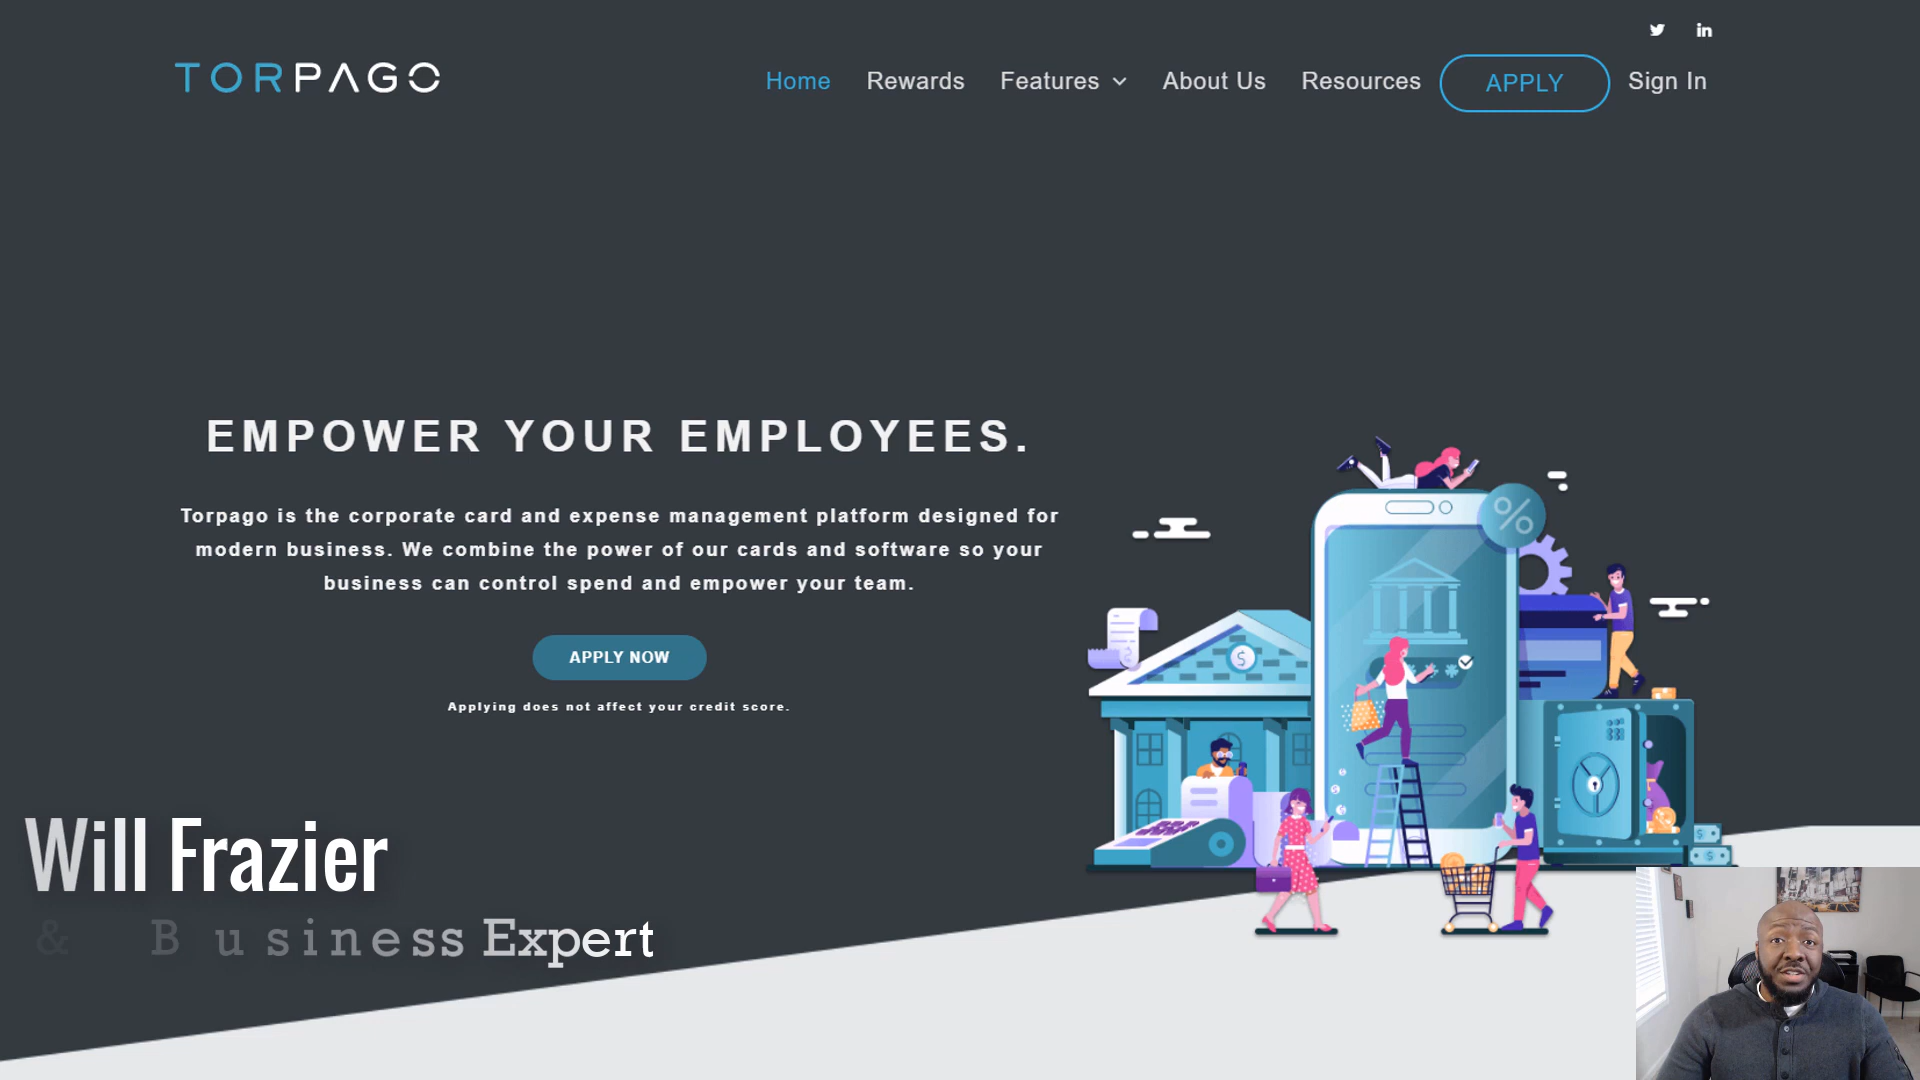 TORPAGO
Home Rewards Features About Us Resources APPLY Sign In
EMPOWER YOUR EMPLOYEES.
Torpago is the corporate card and expense management platform designed for
modern business. We combine the power of our cards and software so your
business can control spend and empower your team.
APPLY NOW
Applying does not affect your credit score.
Will Frazier
& Business Expert